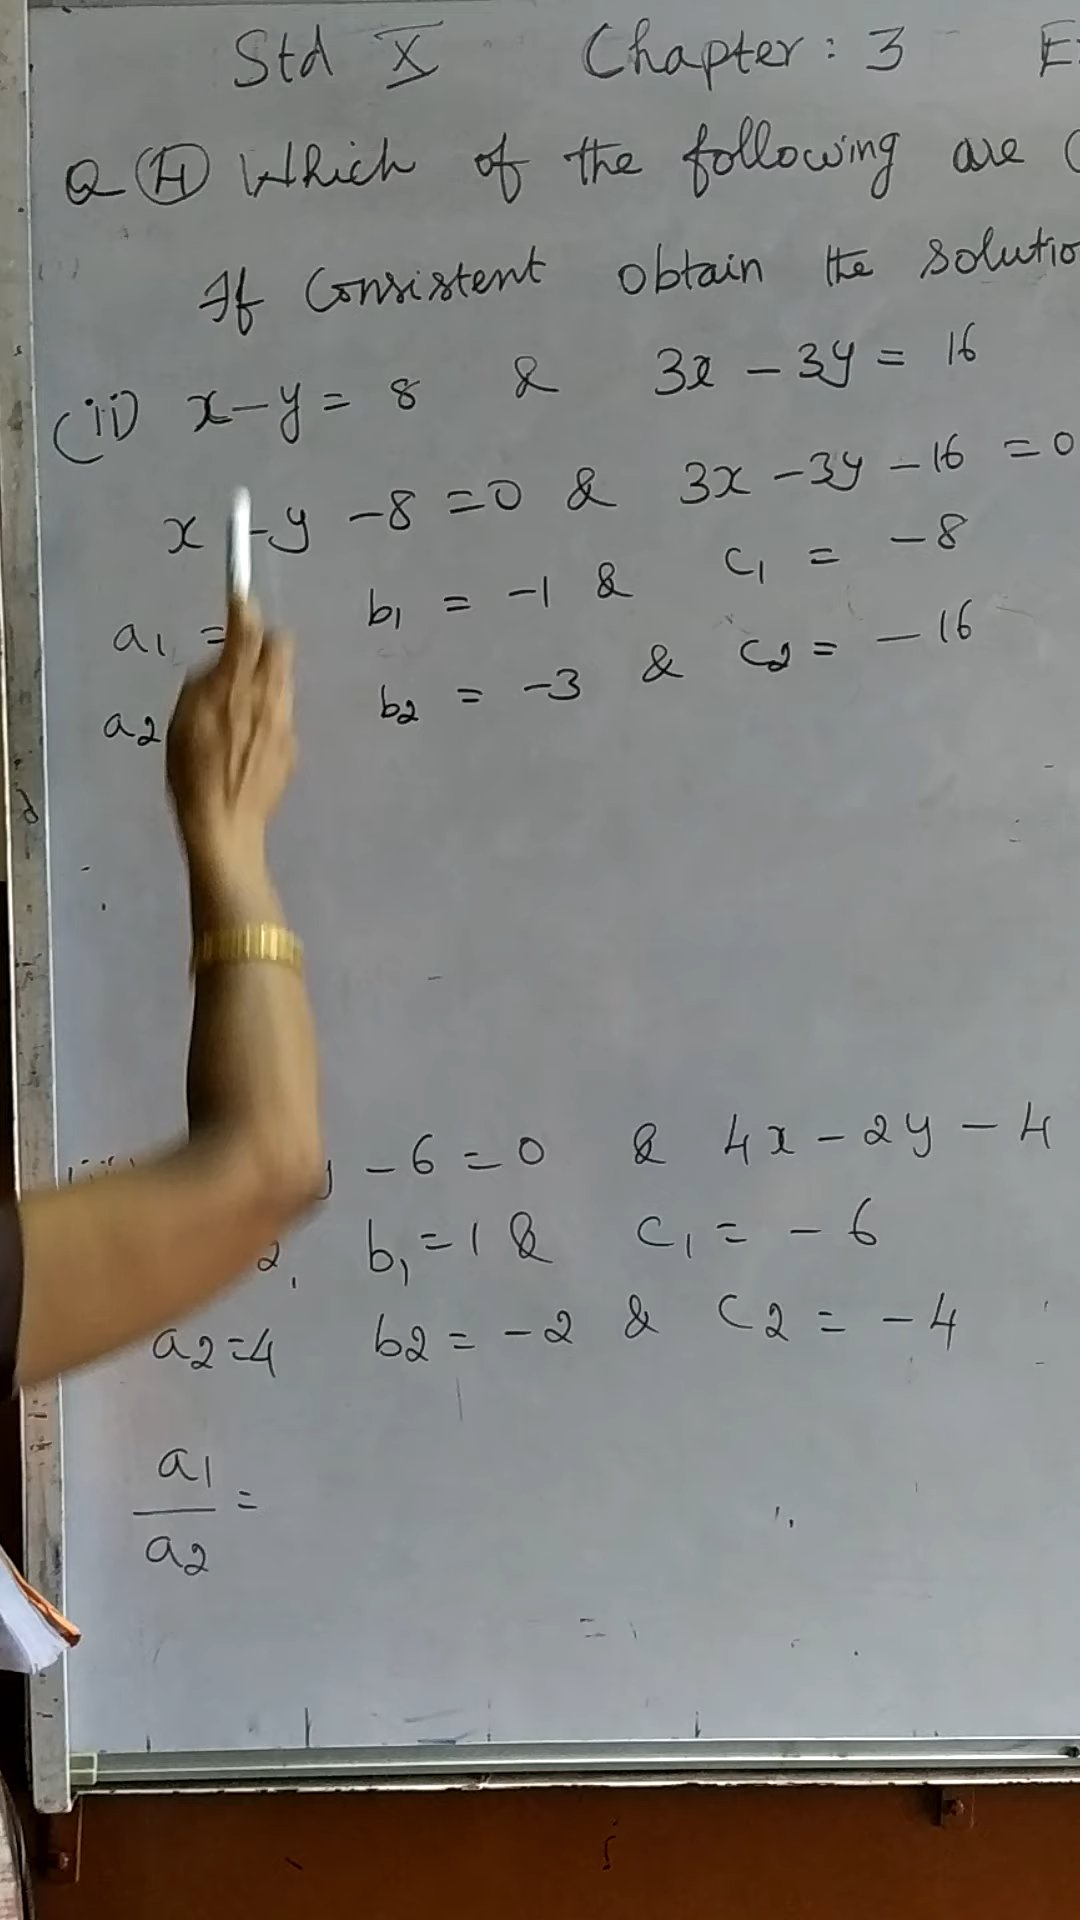 Std X Chapter: 3
Q 4 Which of the following are
If Consistent obtain the
(ii) x-y= 8 & 3x - 3y = 16
x -y -8 =0 & 3x -3y -16 =0
a1 = b1 = -1 & c1 = -8
a2 b2 = -3 & c2 = -16
-6=0 & 4x-2y-4
2, b1=1 & c1 = -6
a2=4 b2= -2 & c2 = -4
a1
=
a2